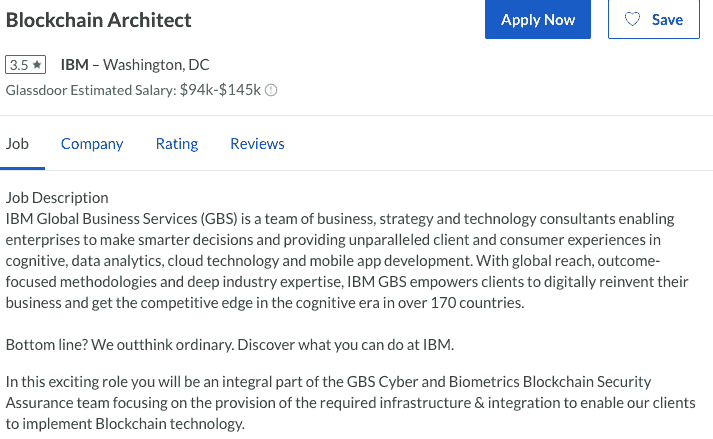 Blockchain Architect
Apply Now
Save
3.5 ★
IBM – Washington, DC
Glassdoor Estimated Salary: $94k-$145k
Job Company Rating Reviews
Job Description
IBM Global Business Services (GBS) is a team of business, strategy and technology consultants enabling
enterprises to make smarter decisions and providing unparalleled client and consumer experiences in
cognitive, data analytics, cloud technology and mobile app development. With global reach, outcome-
focused methodologies and deep industry expertise, IBM GBS empowers clients to digitally reinvent their
business and get the competitive edge in the cognitive era in over 170 countries.
Bottom line? We outthink ordinary. Discover what you can do at IBM.
In this exciting role you will be an integral part of the GBS Cyber and Biometrics Blockchain Security
Assurance team focusing on the provision of the required infrastructure & integration to enable our clients
to implement Blockchain technology.